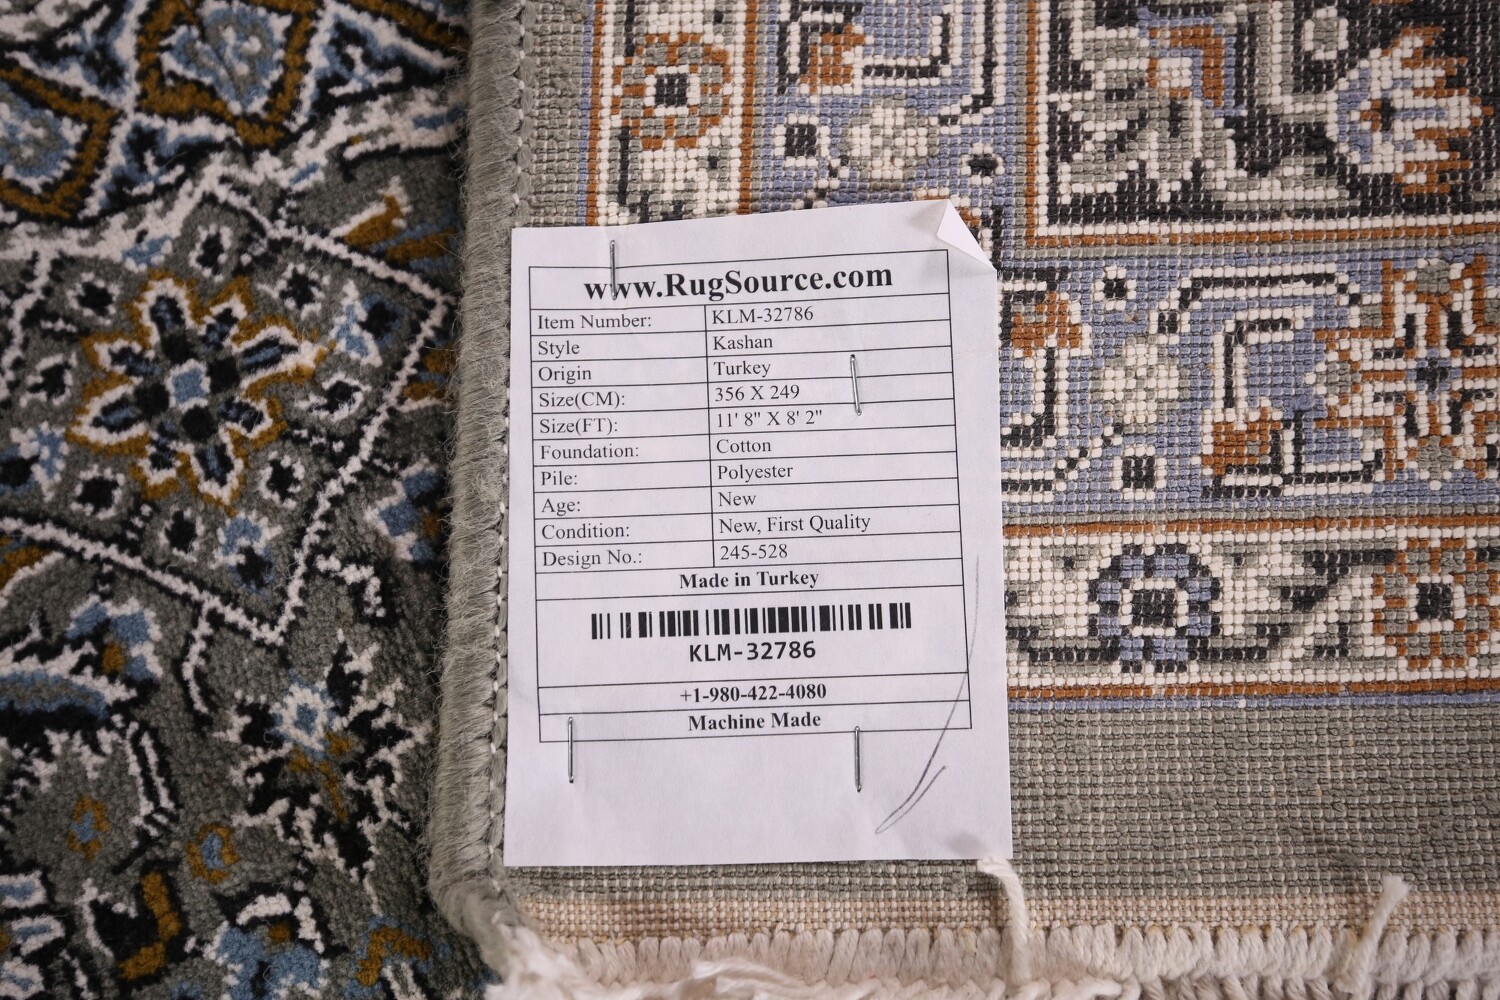 www.RugSource.com
Item Number: KLM-32786
Style Kashan
Origin Turkey
Size(CM): 356 X 249
Size(FT): 11' 8" X 8' 2"
Foundation: Cotton
Pile: Polyester
Age: New
Condition: New, First Quality
Design No.: 245-528
Made in Turkey
KLM-32786
+1-980-422-4080
Machine Made